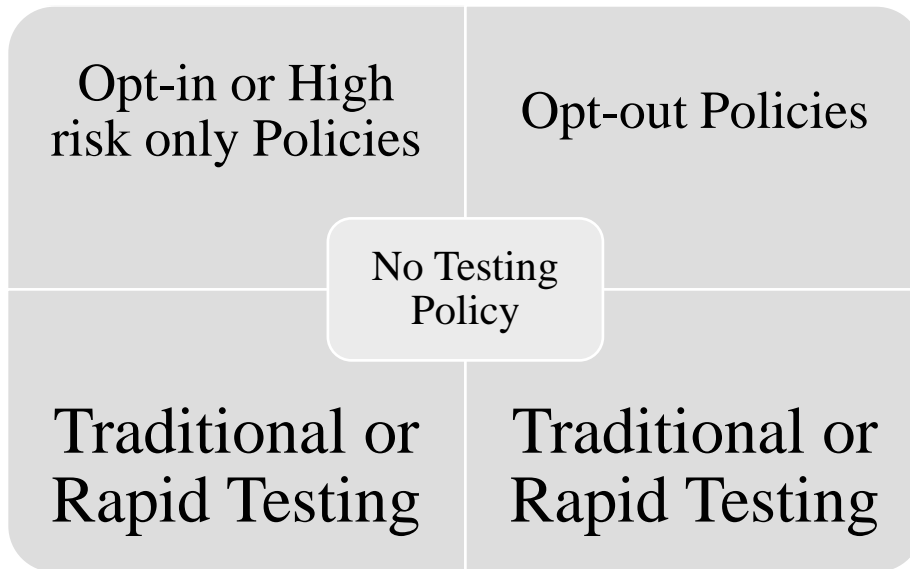 Opt-in or High
risk only Policies
Opt-out Policies
No Testing
Policy
Traditional or
Rapid Testing
Traditional or
Rapid Testing